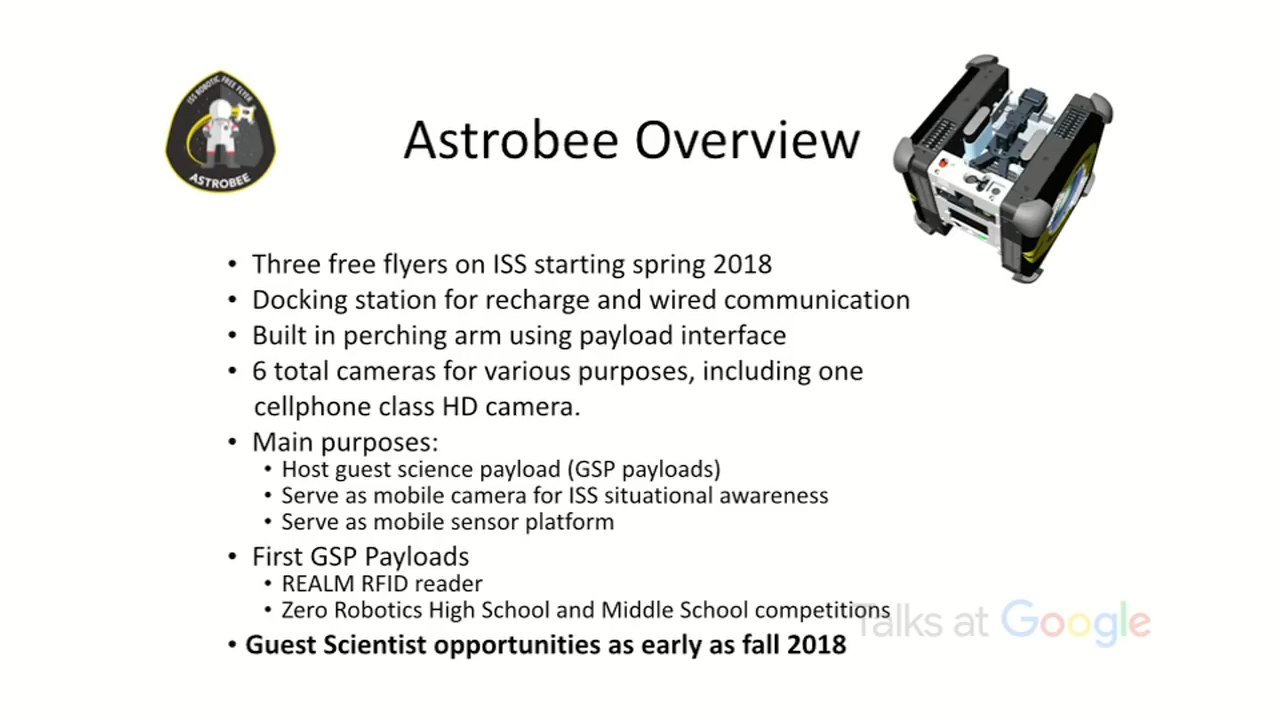 ISS ROBOTIC FREE FLYER
ASTROBEE
Astrobee Overview
• Three free flyers on ISS starting spring 2018
• Docking station for recharge and wired communication
• Built in perching arm using payload interface
• 6 total cameras for various purposes, including one
cellphone class HD camera.
• Main purposes:
• Host guest science payload (GSP payloads)
• Serve as mobile camera for ISS situational awareness
• Serve as mobile sensor platform
• First GSP Payloads
• REALM RFID reader
• Zero Robotics High School and Middle School competitions
Talks at Google
• Guest Scientist opportunities as early as fall 2018